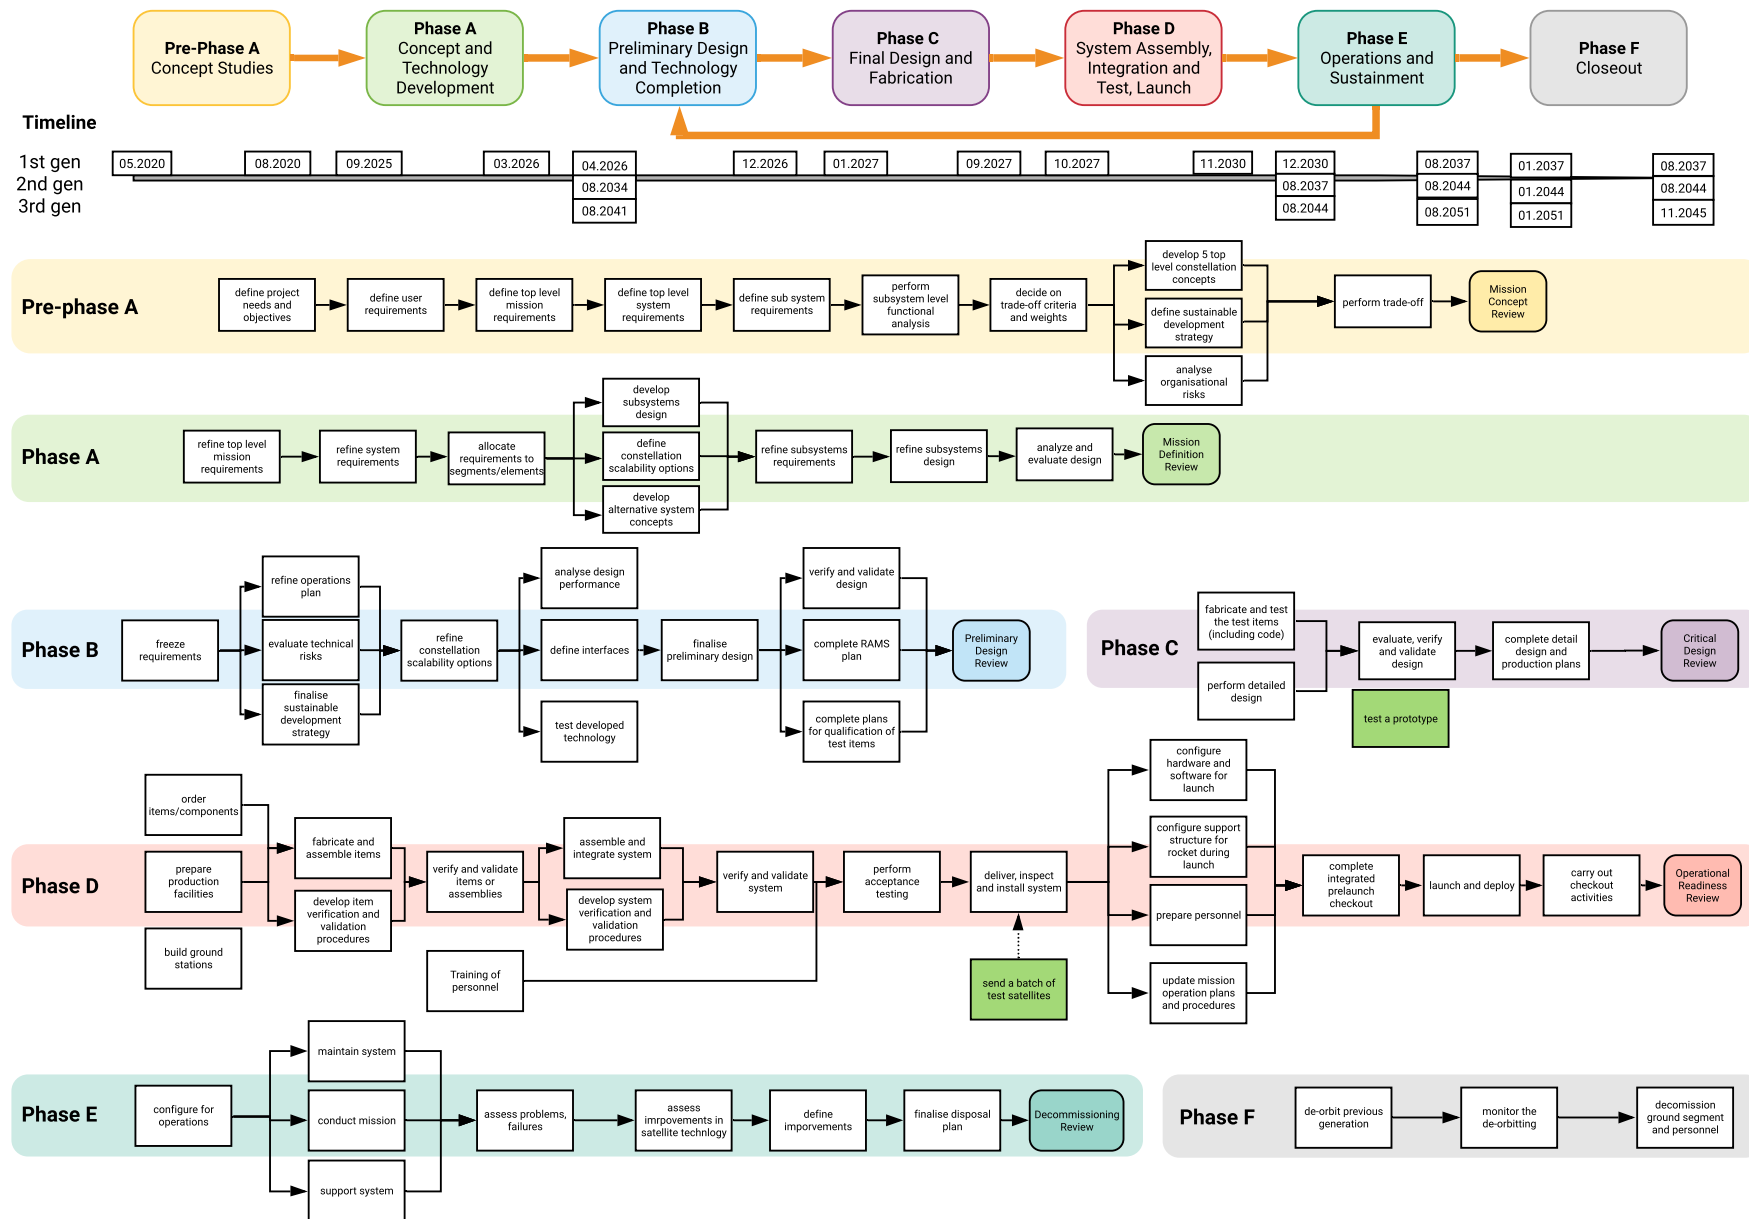 Pre-Phase A
Concept Studies
Phase A
Concept and
Technology
Development
Phase B
Preliminary Design
and Technology
Completion
Phase C
Final Design and
Fabrication
Phase D
System Assembly,
Integration and
Test, Launch
Phase E
Operations and
Sustainment
Phase F
Closeout
Timeline
1st gen
2nd gen
3rd gen
05.2020
08.2020
09.2025
03.2026
04.2026
08.2034
08.2041
12.2026
01.2027
09.2027
10.2027
11.2030
12.2030
08.2037
08.2044
08.2037
08.2044
08.2051
01.2037
01.2044
01.2051
08.2037
08.2044
11.2045
Pre-phase A
define project
needs and
objectives
define user
requirements
define top level
mission
requirements
define top level
system
requirements
define sub system
requirements
perform
subsystem level
functional
analysis
decide on
trade-off criteria
and weights
develop 5 top
level constellation
concepts
define sustainable
development
strategy
analyse
organisational
risks
perform trade-off
Mission
Concept
Review
Phase A
refine top level
mission
requirements
refine system
requirements
allocate
requirements to
segments/elements
develop
subsystems
design
define
constellation
scalability options
develop
alternative system
concepts
refine subsystems
requirements
refine subsystems
design
analyze and
evaluate design
Mission
Definition
Review
Phase B
freeze
requirements
refine operations
plan
evaluate technical
risks
finalise
sustainable
development
strategy
refine
constellation
scalability options
analyse design
performance
define interfaces
test developed
technology
finalise
preliminary design
verify and validate
design
complete RAMS
plan
complete plans
for qualification of
test items
Preliminary
Design
Review
Phase C
fabricate and test
the test items
(including code)
perform detailed
design
evaluate, verify
and validate
design
test a prototype
complete detail
design and
production plans
Critical
Design
Review
Phase D
order
items/components
prepare
production
facilities
build ground
stations
fabricate and
assemble items
develop item
verification and
validation
procedures
verify and validate
items or
assemblies
Training of
personnel
assemble and
integrate system
develop system
verification and
validation
procedures
verify and validate
system
perform
acceptance
testing
deliver, inspect
and install system
send a batch of
test satellites
configure
hardware and
software for
launch
configure support
structure for
rocket during
launch
prepare personnel
update mission
operation plans
and procedures
complete
integrated
prelaunch
checkout
launch and deploy
carry out
checkout
activities
Operational
Readiness
Review
Phase E
configure for
operations
maintain system
conduct mission
support system
assess problems,
failures
assess
imrpovements in
satellite technlogy
define
imporvements
finalise disposal
plan
Decommissioning
Review
Phase F
de-orbit previous
generation
monitor the
de-orbitting
decomission
ground segment
and personnel